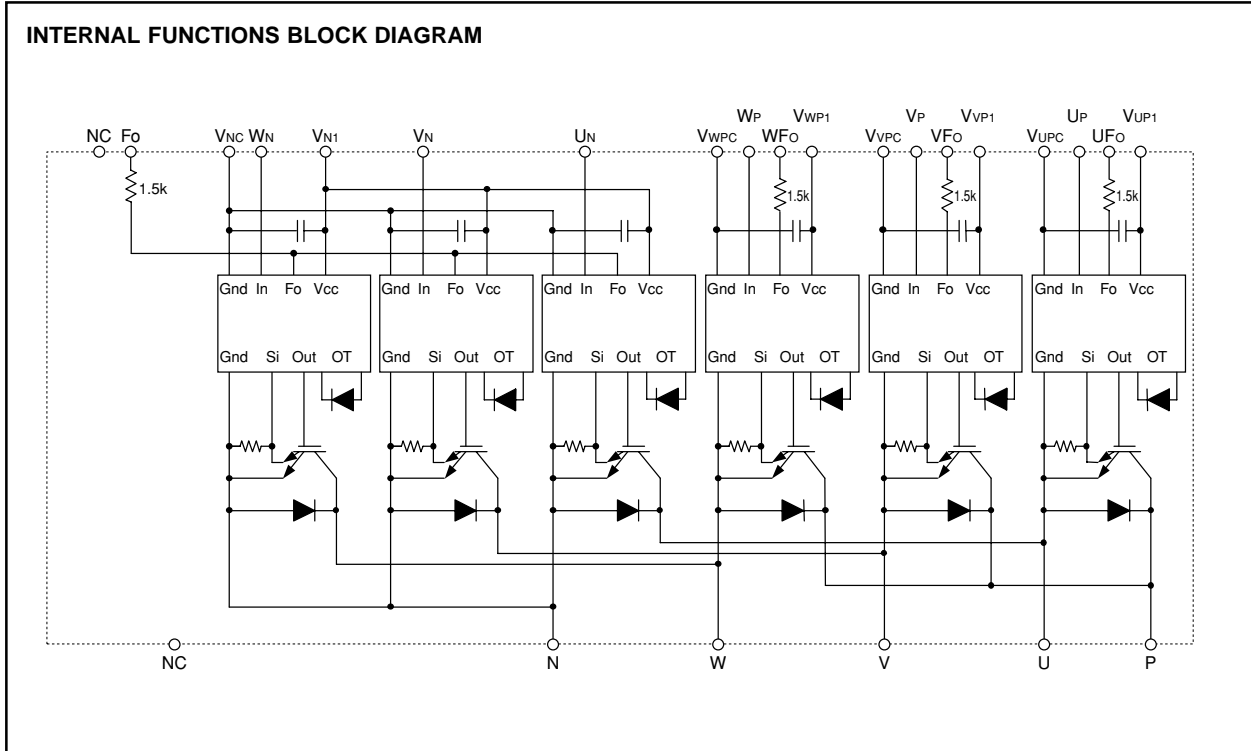 INTERNAL FUNCTIONS BLOCK DIAGRAM
WP VWP1 VP VVP1 UP VUP1
NC FO VNC WN VN1 VN UN VWPC WFO VVPC VFO VUPC UFO
1.5k 1.5k 1.5k 1.5k
Gnd In Fo Vcc Gnd In Fo Vcc Gnd In Fo Vcc Gnd In Fo Vcc Gnd In Fo Vcc Gnd In Fo Vcc
Gnd Si Out OT Gnd Si Out OT Gnd Si Out OT Gnd Si Out OT Gnd Si Out OT Gnd Si Out OT
NC N W V U P